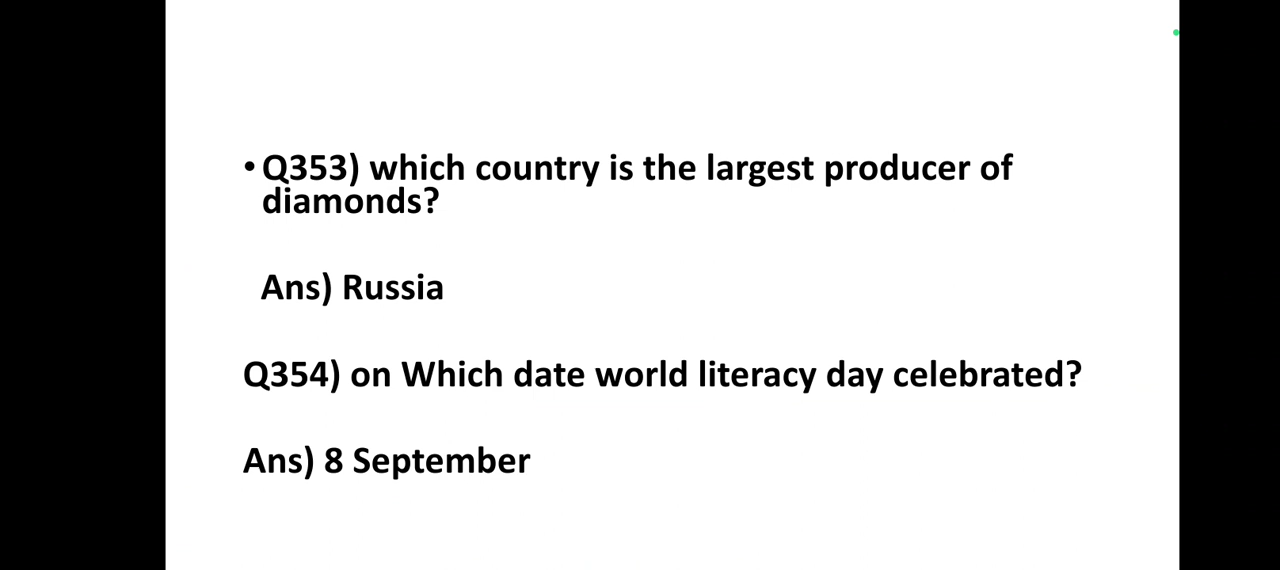 • Q353) which country is the largest producer of
diamonds?
Ans) Russia
Q354) on Which date world literacy day celebrated?
Ans) 8 September